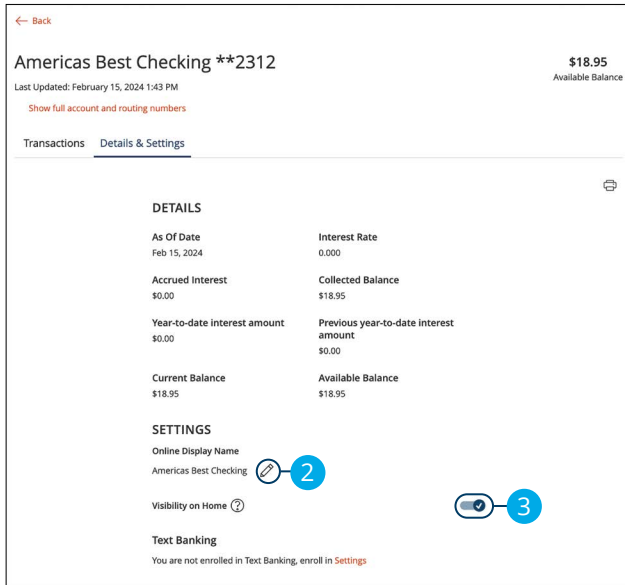 ← Back
Americas Best Checking **2312
$18.95
Last Updated: February 15, 2024 1:43 PM
Available Balance
Show full account and routing numbers
Transactions Details & Settings
DETAILS
As Of Date Interest Rate
Feb 15, 2024 0.000
Accrued Interest Collected Balance
$0.00 $18.95
Year-to-date interest amount Previous year-to-date interest
amount
$0.00
$0.00
Current Balance Available Balance
$18.95 $18.95
SETTINGS
Online Display Name
Americas Best Checking 2
Visibility on Home ? 3
Text Banking
You are not enrolled in Text Banking, enroll in Settings